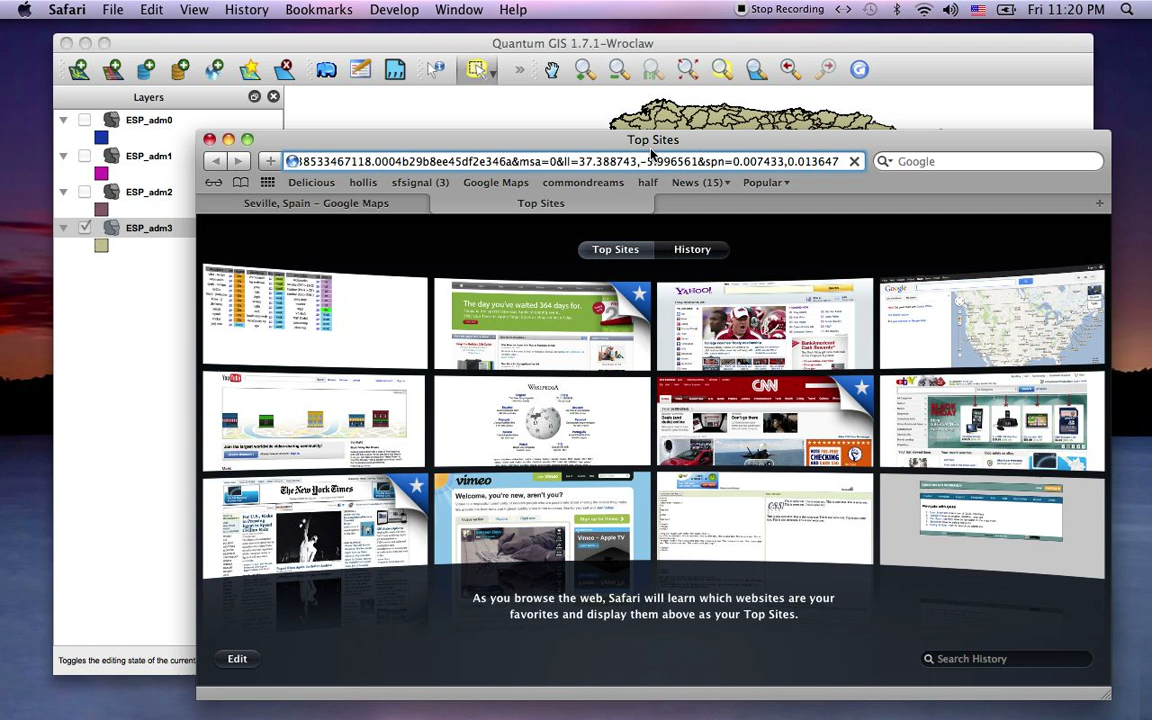 Safari File Edit View History Bookmarks Develop Window Help Stop Recording Fri 11:20 PM
Quantum GIS 1.7.1-Wroclaw
Layers
ESP_adm0
ESP_adm1
ESP_adm2
ESP_adm3
Toggles the editing state of the current
Top Sites
38533467118.0004b29b8ee45df2e346a&msa=0&ll=37.388743,-5.996561&spn=0.007433,0.013647
Google
Delicious hollis sfsignal (3) Google Maps commondreams half News (15) Popular
Seville, Spain - Google Maps Top Sites
Top Sites History
The day you've waited 364 days for.
YAHOO!
Google
YouTube
WIKIPEDIA
CNN
The New York Times
vimeo
Welcome, you're new, aren't you?
Vimeo - Apple TV
As you browse the web, Safari will learn which websites are your
favorites and display them above as your Top Sites.
Edit
Search History